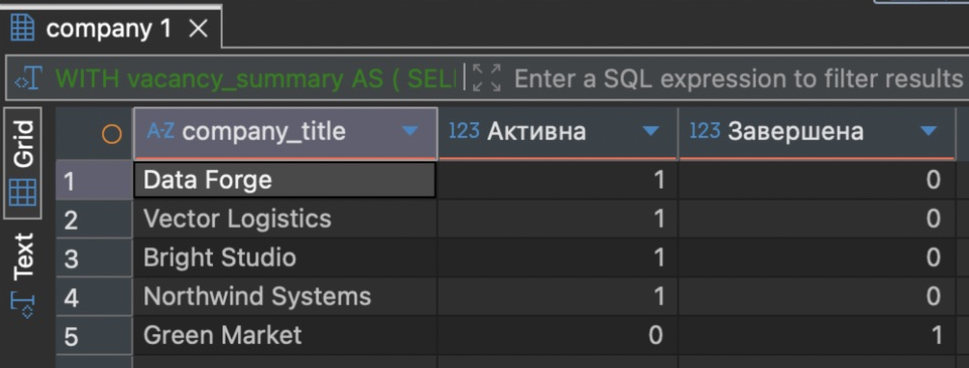 company 1
WITH vacancy_summary AS ( SELI Enter a SQL expression to filter results
Grid
Text
A-Z company_title 123 Активна 123 Завершена
1 Data Forge 1 0
2 Vector Logistics 1 0
3 Bright Studio 1 0
4 Northwind Systems 1 0
5 Green Market 0 1